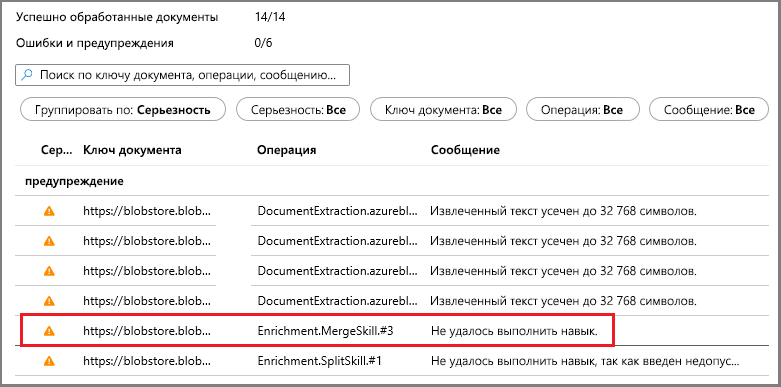 Успешно обработанные документы 14/14
Ошибки и предупреждения 0/6
Поиск по ключу документа, операции, сообщению...
Группировать по: Серьезность Серьезность: Все Ключ документа: Все Операция: Все Сообщение: Все
Сер... Ключ документа Операция Сообщение
предупреждение
https://blobstore.blob... DocumentExtraction.azurebl... Извлеченный текст усечен до 32 768 символов.
https://blobstore.blob... DocumentExtraction.azurebl... Извлеченный текст усечен до 32 768 символов.
https://blobstore.blob... DocumentExtraction.azurebl... Извлеченный текст усечен до 32 768 символов.
https://blobstore.blob... DocumentExtraction.azurebl... Извлеченный текст усечен до 32 768 символов.
https://blobstore.blob... Enrichment.MergeSkill.#3 Не удалось выполнить навык.
https://blobstore.blob... Enrichment.SplitSkill.#1 Не удалось выполнить навык, так как введен недопус...